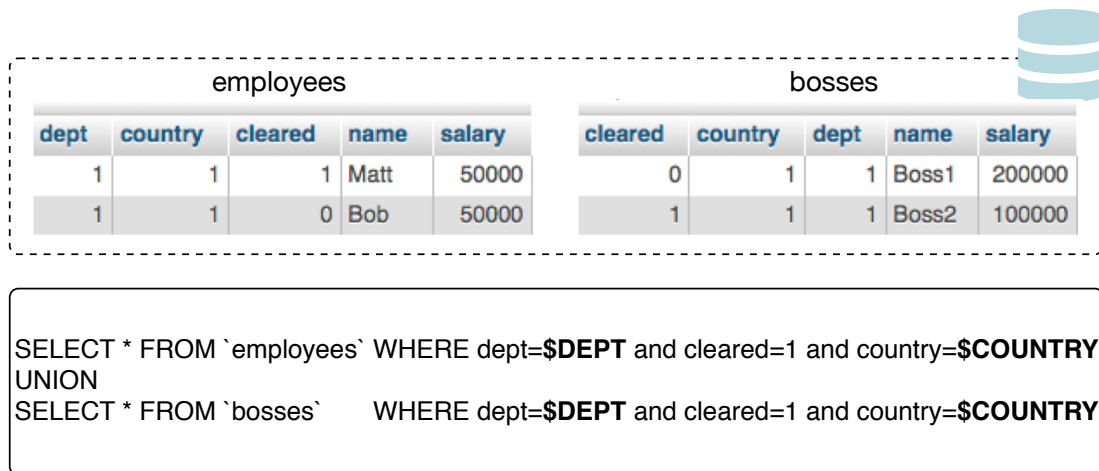 employees bosses
dept country cleared name salary cleared country dept name salary
1 1 1 Matt 50000 0 1 1 Boss1 200000
1 1 0 Bob 50000 1 1 1 Boss2 100000
SELECT * FROM `employees` WHERE dept=$DEPT and cleared=1 and country=$COUNTRY
UNION
SELECT * FROM `bosses` WHERE dept=$DEPT and cleared=1 and country=$COUNTRY